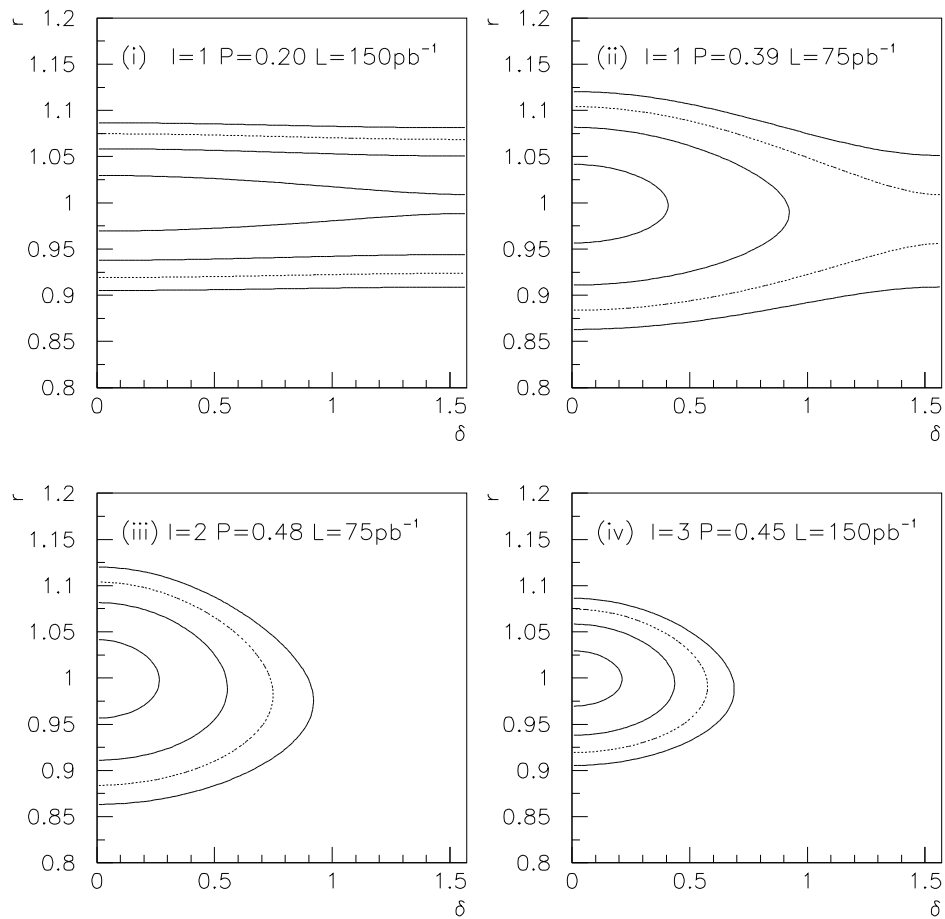 r
1.2
(i) I=1 P=0.20 L=150pb⁻¹
1.15
1.1
1.05
1
0.95
0.9
0.85
0.8
0 0.5 1 1.5
δ
r
1.2
(ii) I=1 P=0.39 L=75pb⁻¹
1.15
1.1
1.05
1
0.95
0.9
0.85
0.8
0 0.5 1 1.5
δ
r
1.2
(iii) I=2 P=0.48 L=75pb⁻¹
1.15
1.1
1.05
1
0.95
0.9
0.85
0.8
0 0.5 1 1.5
δ
r
1.2
(iv) I=3 P=0.45 L=150pb⁻¹
1.15
1.1
1.05
1
0.95
0.9
0.85
0.8
0 0.5 1 1.5
δ